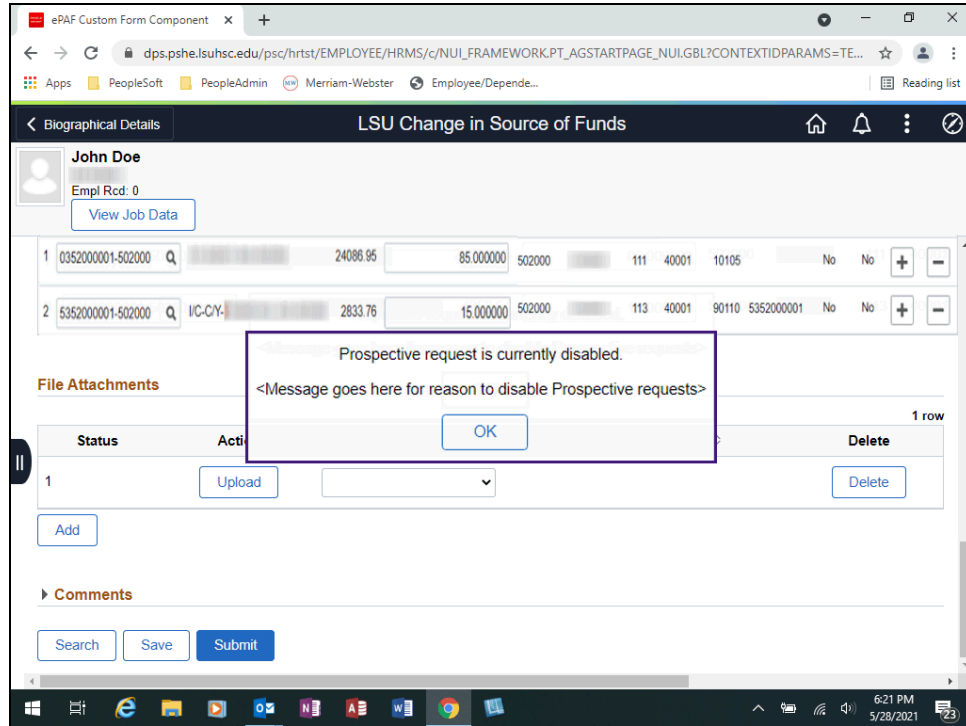 ePAF Custom Form Component
dps.pshe.lsuhsc.edu/psc/hrtst/EMPLOYEE/HRMS/c/NUI_FRAMEWORK.PT_AGSTARTPAGE_NUI.GBL?CONTEXTIDPARAMS=TE...
Apps PeopleSoft PeopleAdmin MW Merriam-Webster Employee/Depende... Reading list
Biographical Details LSU Change in Source of Funds
John Doe
Empl Rcd: 0
View Job Data
1 0352000001-502000 24086.95 85.000000 502000 111 40001 10105 No No
2 5352000001-502000 I/C-C/Y- 2833.76 15.000000 502000 113 40001 90110 5352000001 No No
Prospective request is currently disabled.
<Message goes here for reason to disable Prospective requests>
OK
File Attachments
1 row
Status Acti Delete
1 Upload Delete
Add
Comments
Search Save Submit
6:21 PM
5/28/2021
23